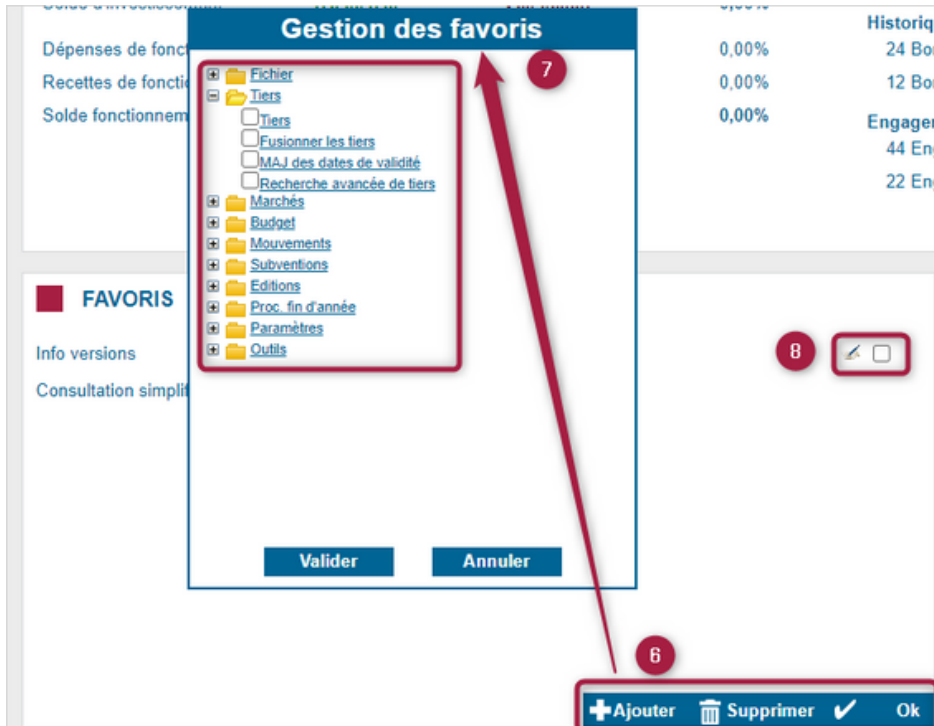 Gestion des favoris
Historiq
Dépenses de fonct
0,00%
24 Bo
Recettes de fonctio
0,00%
12 Bo
Solde fonctionnem
0,00%
Engage
44 En
22 En
7
Fichier
Tiers
Tiers
Fusionner les tiers
MAJ des dates de validité
Recherche avancée de tiers
Marchés
Budget
Mouvements
Subventions
Editions
Proc. fin d'année
Paramètres
Outils
FAVORIS
Info versions
8
Consultation simplif
Valider
Annuler
6
Ajouter
Supprimer
Ok